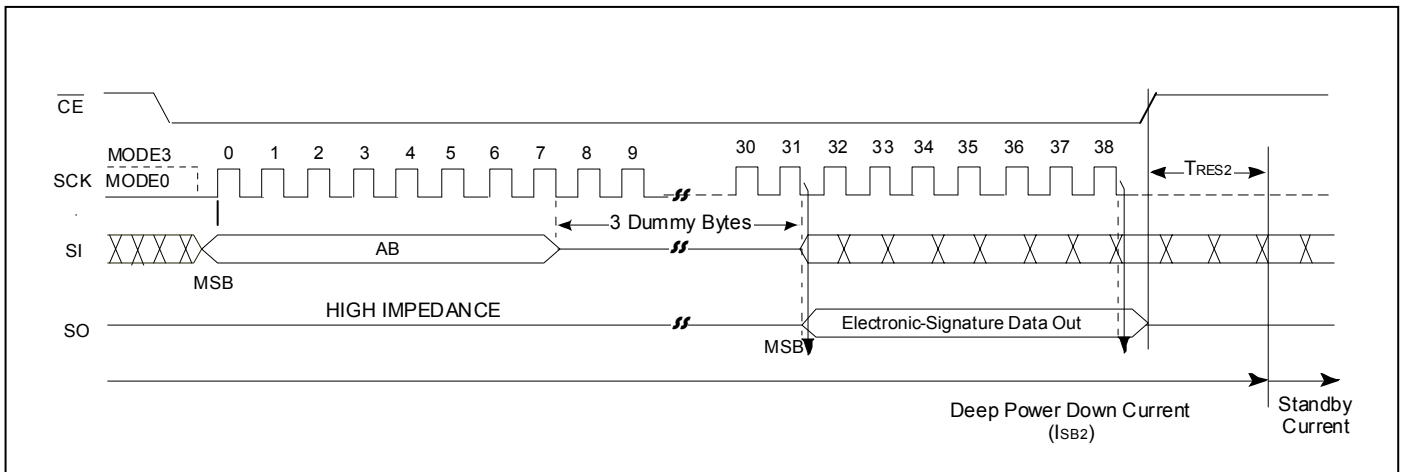 CE
MODE3
SCK MODE0
0 1 2 3 4 5 6 7 8 9 30 31 32 33 34 35 36 37 38
TRES2
3 Dummy Bytes
SI
AB
MSB
HIGH IMPEDANCE
SO
Electronic-Signature Data Out
MSB
Deep Power Down Current
(ISB2)
Standby
Current